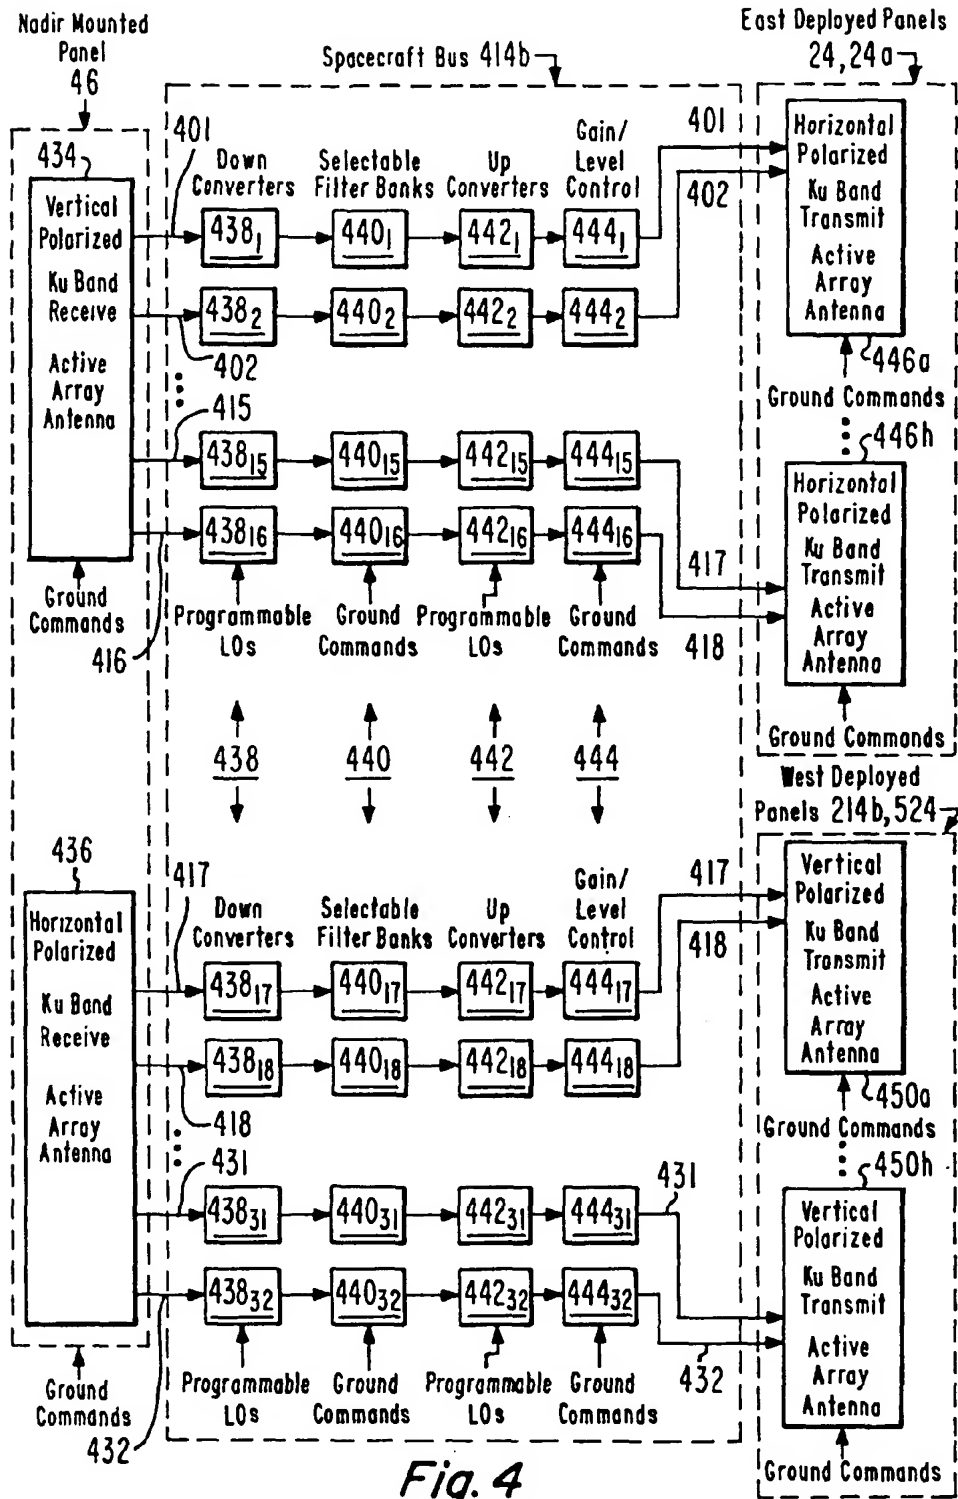 Nadir Mounted
Panel
46
Spacecraft Bus 414b
East Deployed Panels
24, 24a
434
Vertical
Polarized
Ku Band
Receive
Active
Array
Antenna
Ground
Commands
401
402
415
416
Down
Converters
Selectable
Filter Banks
Up
Converters
Gain/
Level
Control
438₁ 440₁ 442₁ 444₁
438₂ 440₂ 442₂ 444₂
438₁₅ 440₁₅ 442₁₅ 444₁₅
438₁₆ 440₁₆ 442₁₆ 444₁₆
Programmable
LOs
Ground
Commands
Programmable
LOs
Ground
Commands
401
402
417
418
Horizontal
Polarized
Ku Band
Transmit
Active
Array
Antenna
446a
Ground Commands
446h
Horizontal
Polarized
Ku Band
Transmit
Active
Array
Antenna
Ground Commands
438 440 442 444
West Deployed
Panels 214b, 524
436
Horizontal
Polarized
Ku Band
Receive
Active
Array
Antenna
Ground
Commands
417
418
431
432
Down
Converters
Selectable
Filter Banks
Up
Converters
Gain/
Level
Control
438₁₇ 440₁₇ 442₁₇ 444₁₇
438₁₈ 440₁₈ 442₁₈ 444₁₈
438₃₁ 440₃₁ 442₃₁ 444₃₁
438₃₂ 440₃₂ 442₃₂ 444₃₂
Programmable
LOs
Ground
Commands
Programmable
LOs
Ground
Commands
417
418
431
432
Vertical
Polarized
Ku Band
Transmit
Active
Array
Antenna
450a
Ground Commands
450h
Vertical
Polarized
Ku Band
Transmit
Active
Array
Antenna
Ground Commands
Fig. 4